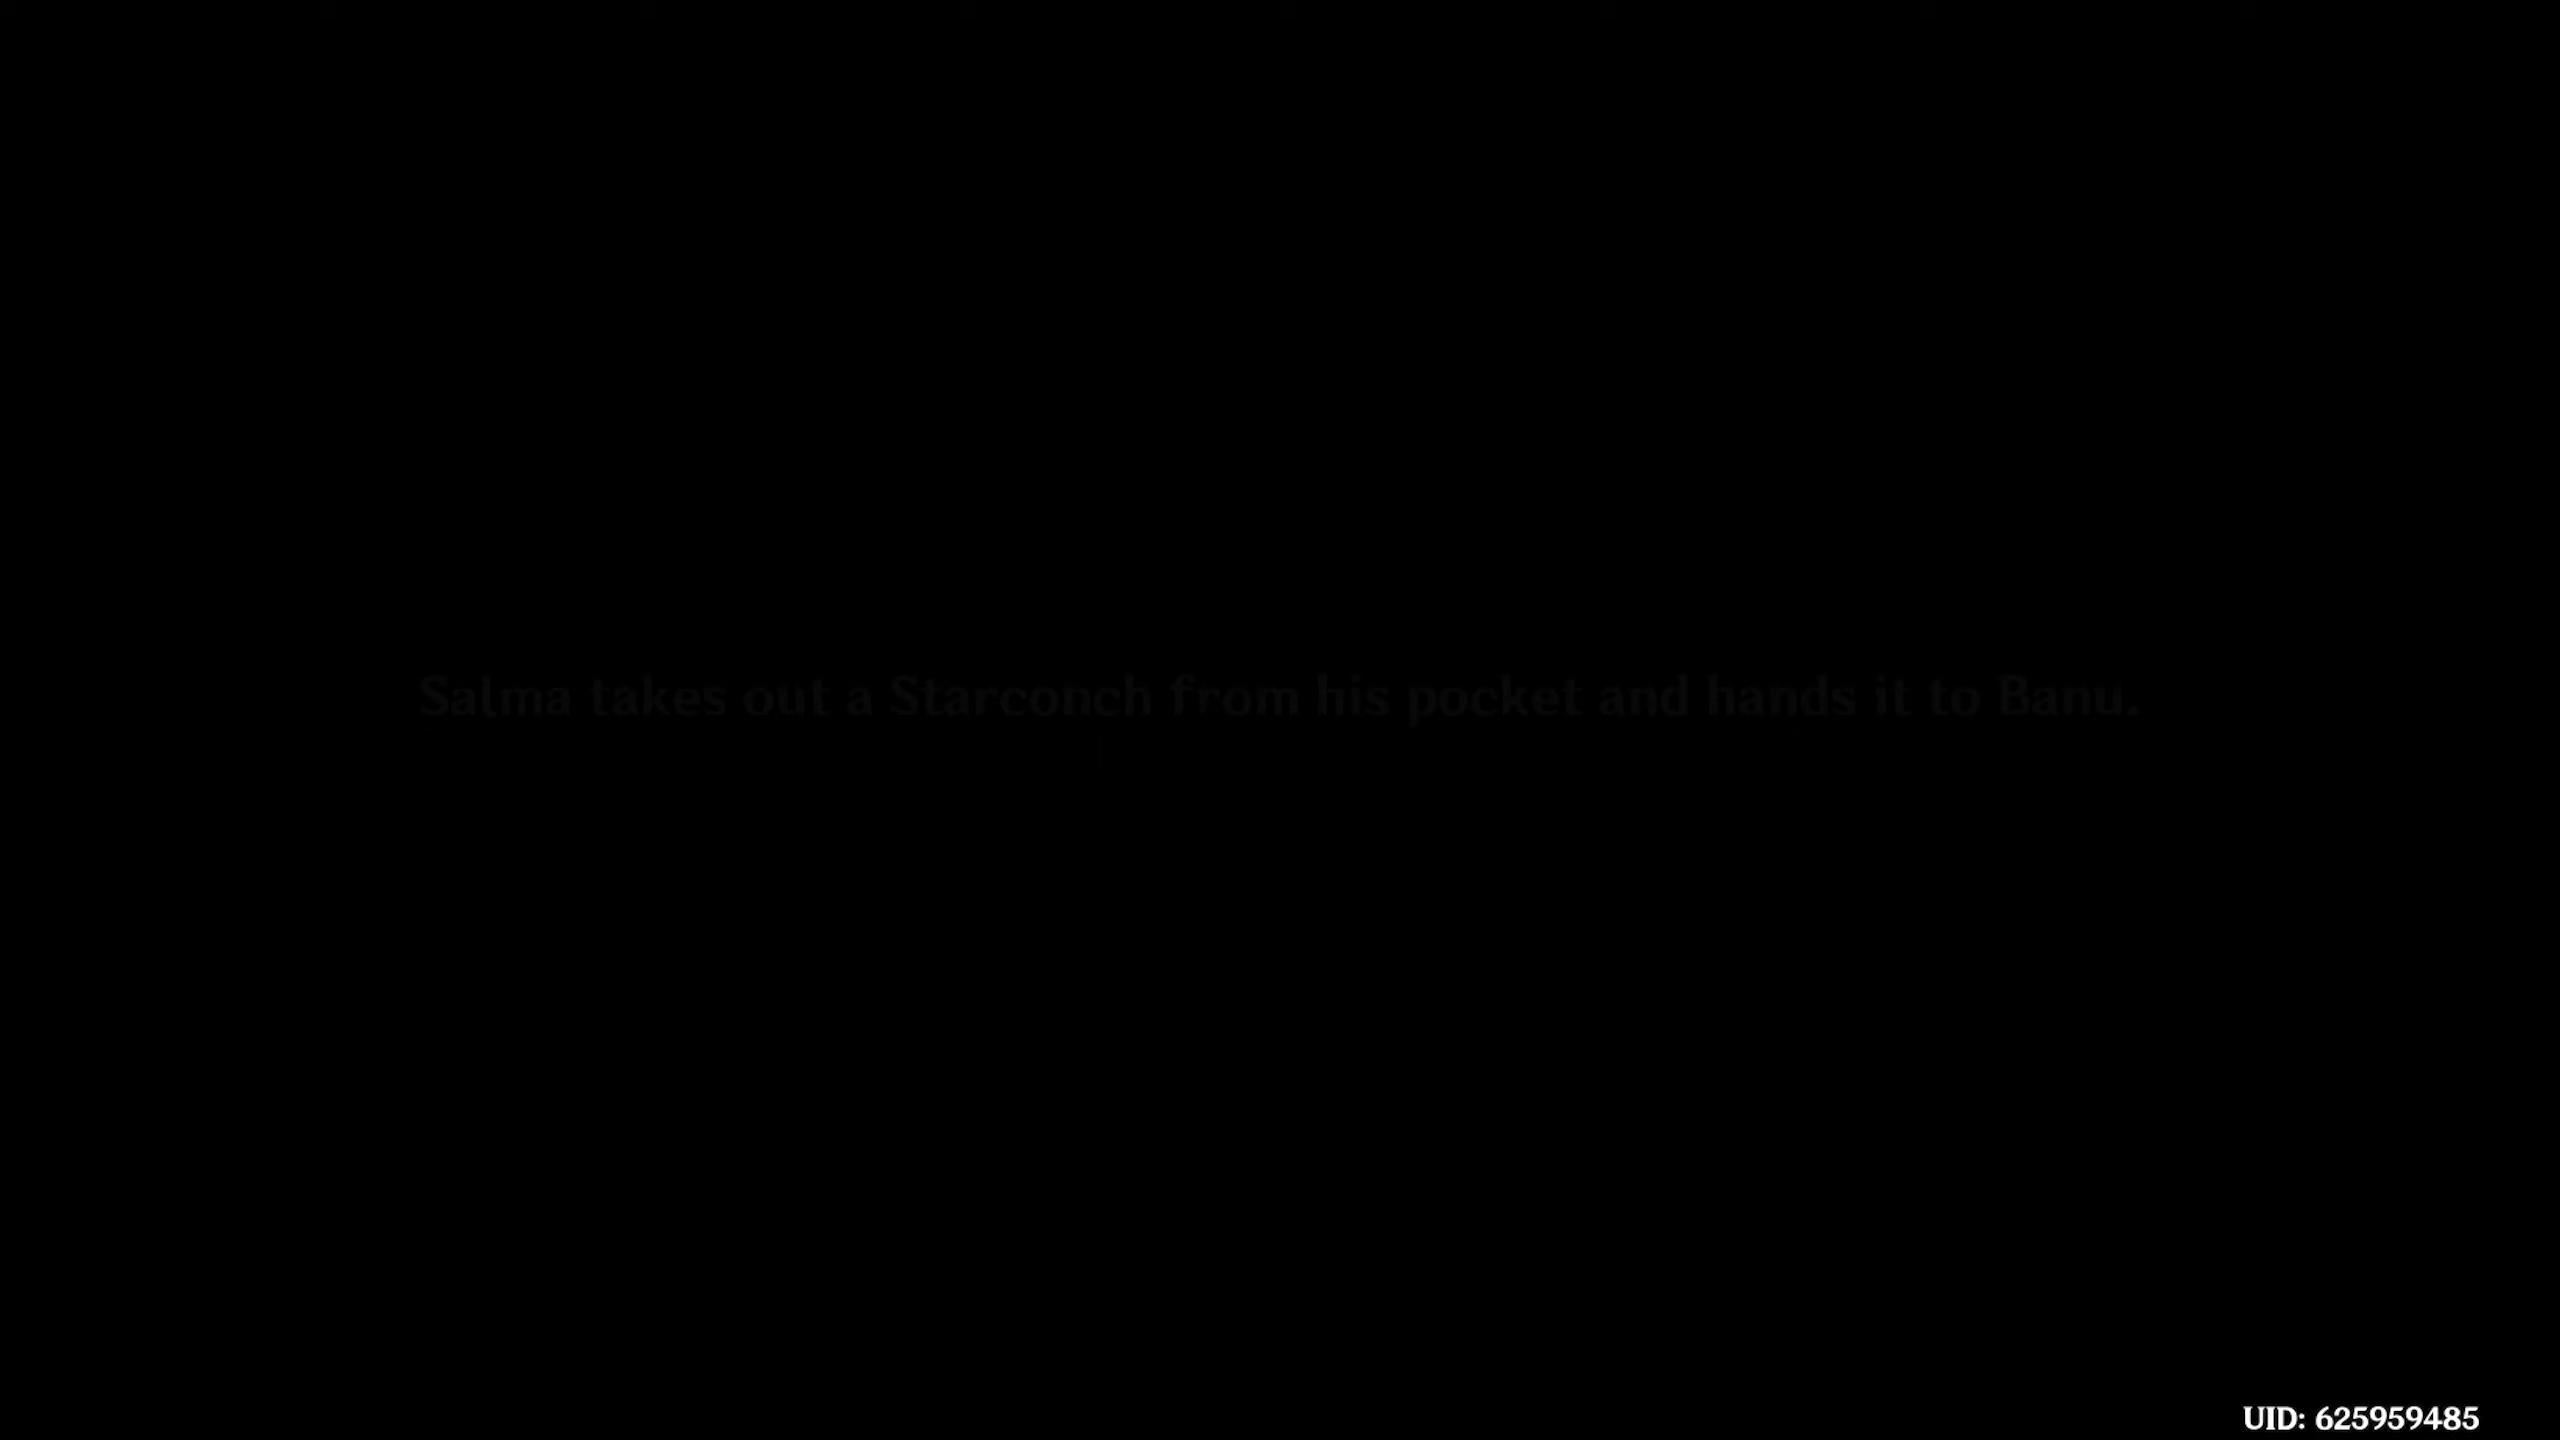 Salma takes out a Starconch from his pocket and hands it to Banu.
UID: 625959485